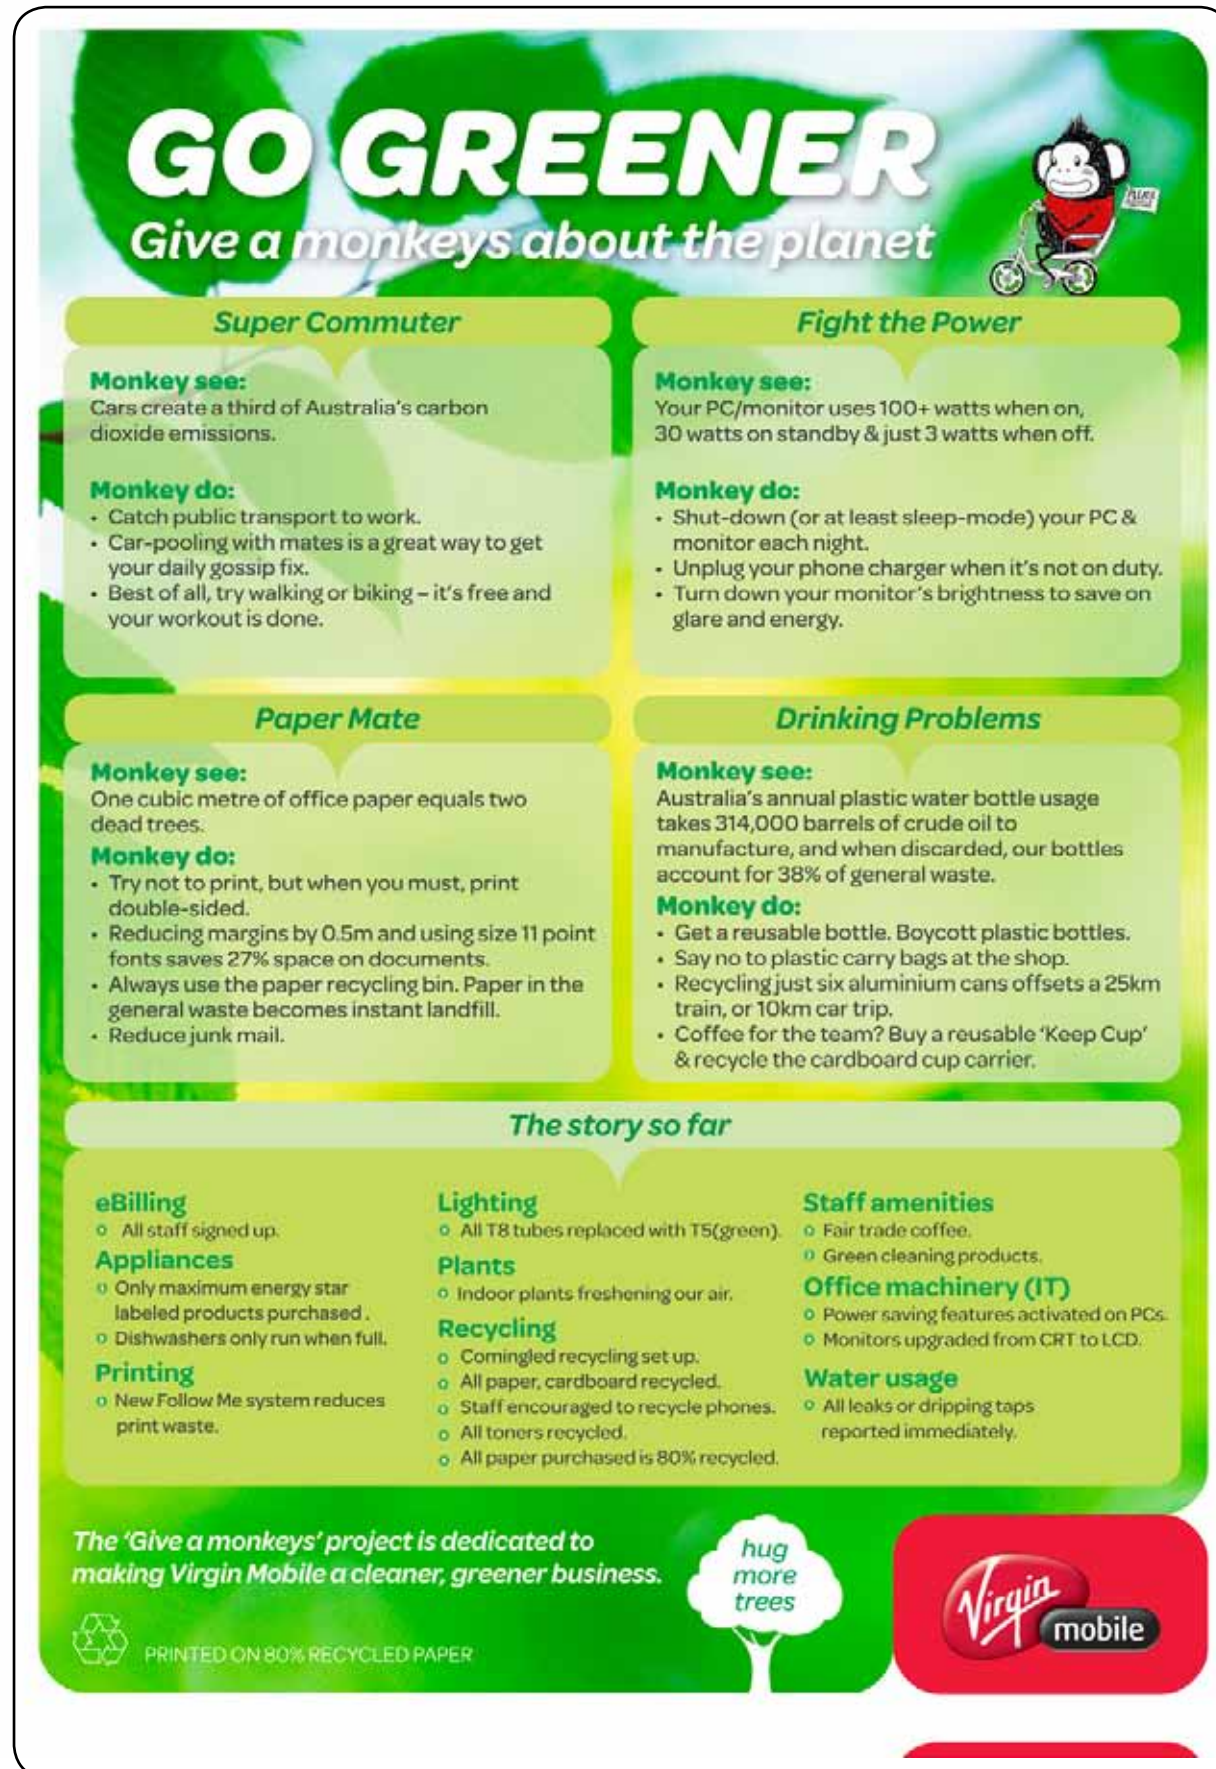 GO GREENER
Give a monkeys about the planet
Super Commuter
Monkey see:
Cars create a third of Australia's carbon
dioxide emissions.
Monkey do:
• Catch public transport to work.
• Car-pooling with mates is a great way to get
your daily gossip fix.
• Best of all, try walking or biking – it's free and
your workout is done.
Fight the Power
Monkey see:
Your PC/monitor uses 100+ watts when on,
30 watts on standby & just 3 watts when off.
Monkey do:
• Shut-down (or at least sleep-mode) your PC &
monitor each night.
• Unplug your phone charger when it's not on duty.
• Turn down your monitor's brightness to save on
glare and energy.
Paper Mate
Monkey see:
One cubic metre of office paper equals two
dead trees.
Monkey do:
• Try not to print, but when you must, print
double-sided.
• Reducing margins by 0.5m and using size 11 point
fonts saves 27% space on documents.
• Always use the paper recycling bin. Paper in the
general waste becomes instant landfill.
• Reduce junk mail.
Drinking Problems
Monkey see:
Australia's annual plastic water bottle usage
takes 314,000 barrels of crude oil to
manufacture, and when discarded, our bottles
account for 38% of general waste.
Monkey do:
• Get a reusable bottle. Boycott plastic bottles.
• Say no to plastic carry bags at the shop.
• Recycling just six aluminium cans offsets a 25km
train, or 10km car trip.
• Coffee for the team? Buy a reusable 'Keep Cup'
& recycle the cardboard cup carrier.
The story so far
eBilling
o All staff signed up.
Appliances
o Only maximum energy star
labeled products purchased .
o Dishwashers only run when full.
Printing
o New Follow Me system reduces
print waste.
Lighting
o All T8 tubes replaced with T5(green).
Plants
o Indoor plants freshening our air.
Recycling
o Comingled recycling set up.
o All paper, cardboard recycled.
o Staff encouraged to recycle phones.
o All toners recycled.
o All paper purchased is 80% recycled.
Staff amenities
o Fair trade coffee.
o Green cleaning products.
Office machinery (IT)
o Power saving features activated on PCs.
o Monitors upgraded from CRT to LCD.
Water usage
o All leaks or dripping taps
reported immediately.
The 'Give a monkeys' project is dedicated to
making Virgin Mobile a cleaner, greener business.
PRINTED ON 80% RECYCLED PAPER
hug
more
trees
Virgin
mobile